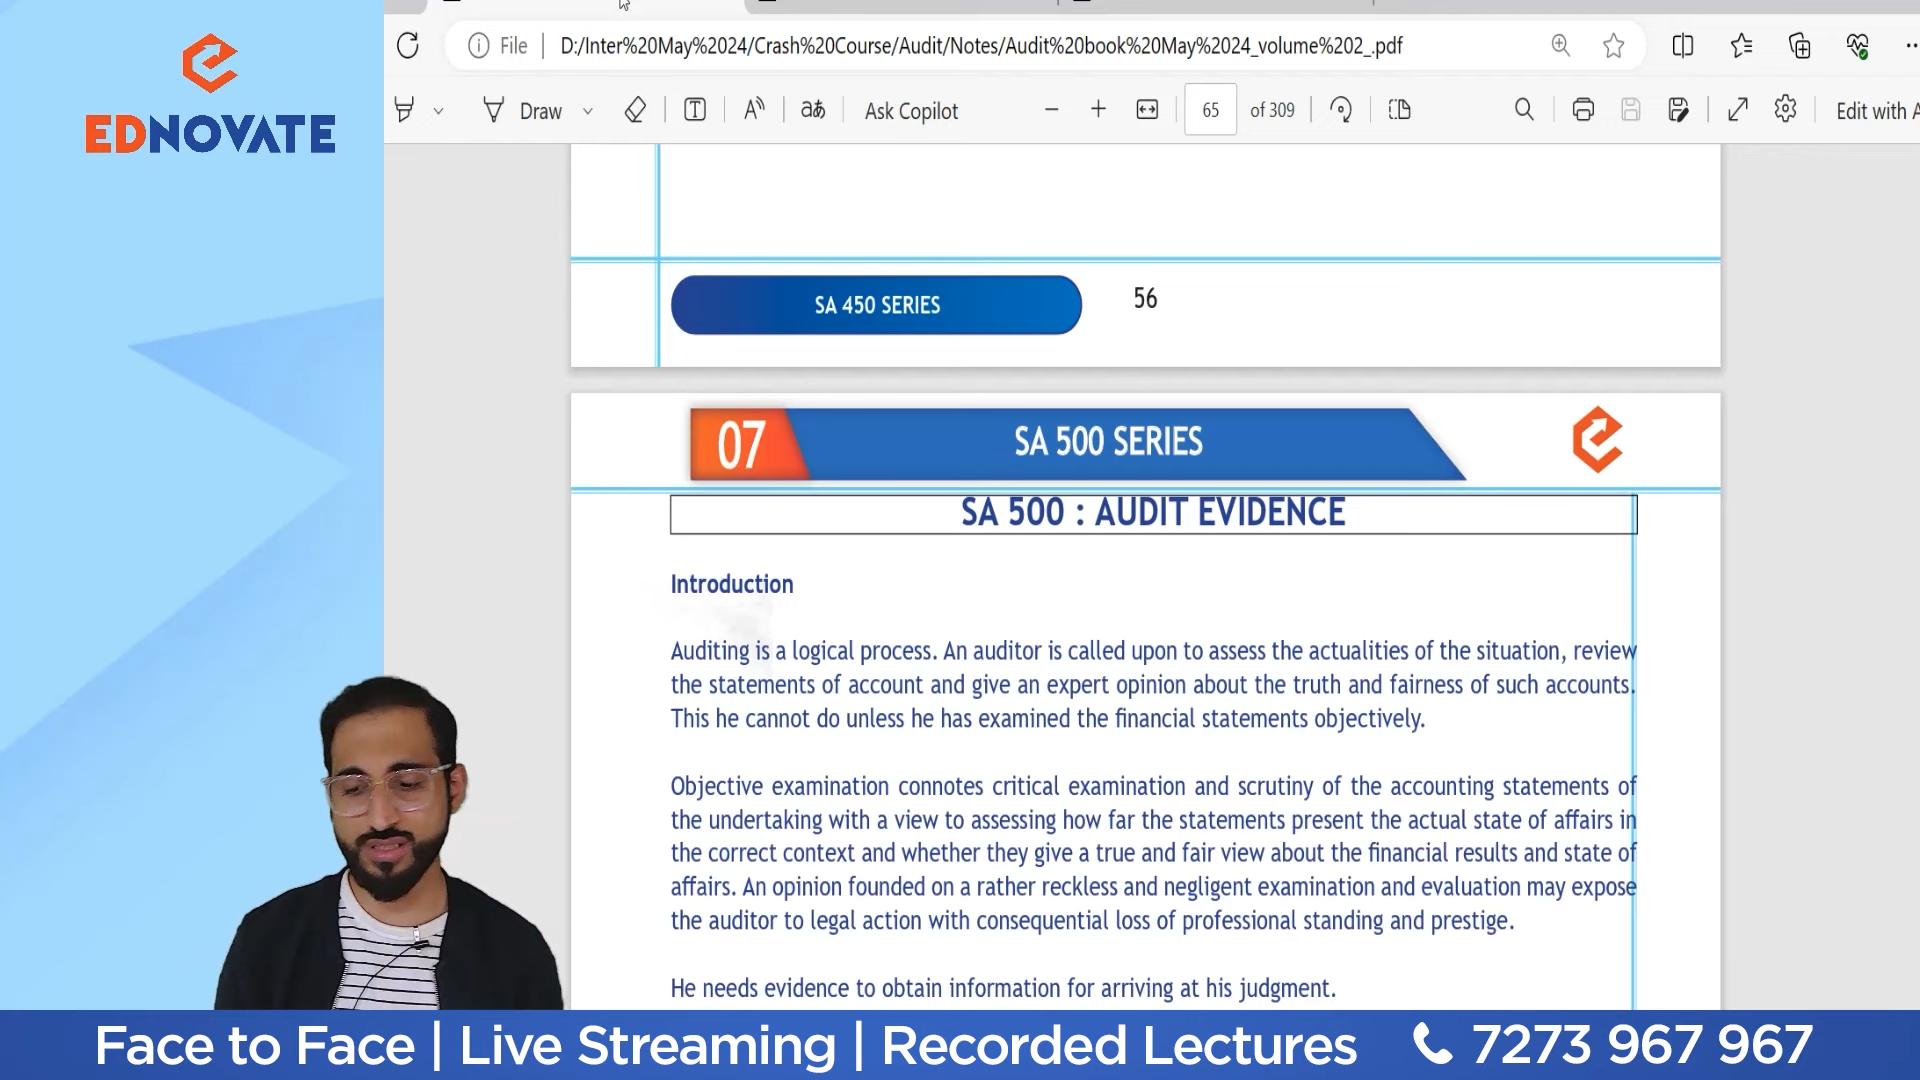 EDNOVATE
File
D:/Inter%20May%2024/Crash%20Course/Audit/Notes/Audit%20book%20May%2024_volume%202_.pdf
Draw
Ask Copilot
65 of 309
Edit with A
SA 450 SERIES
56
07
SA 500 SERIES
SA 500 : AUDIT EVIDENCE
Introduction
Auditing is a logical process. An auditor is called upon to assess the actualities of the situation, review
the statements of account and give an expert opinion about the truth and fairness of such accounts.
This he cannot do unless he has examined the financial statements objectively.
Objective examination connotes critical examination and scrutiny of the accounting statements of
the undertaking with a view to assessing how far the statements present the actual state of affairs in
the correct context and whether they give a true and fair view about the financial results and state of
affairs. An opinion founded on a rather reckless and negligent examination and evaluation may expose
the auditor to legal action with consequential loss of professional standing and prestige.
He needs evidence to obtain information for arriving at his judgment.
Face to Face | Live Streaming | Recorded Lectures 7273 967 967